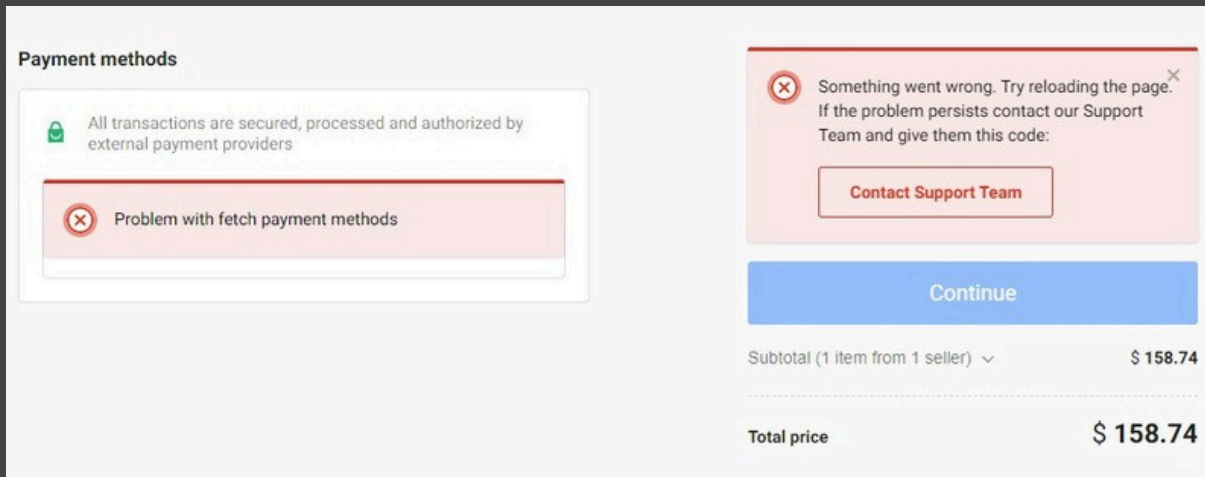 Payment methods
All transactions are secured, processed and authorized by
external payment providers
Problem with fetch payment methods
Something went wrong. Try reloading the page.
If the problem persists contact our Support
Team and give them this code:
Contact Support Team
Continue
Subtotal (1 item from 1 seller) $ 158.74
Total price $ 158.74